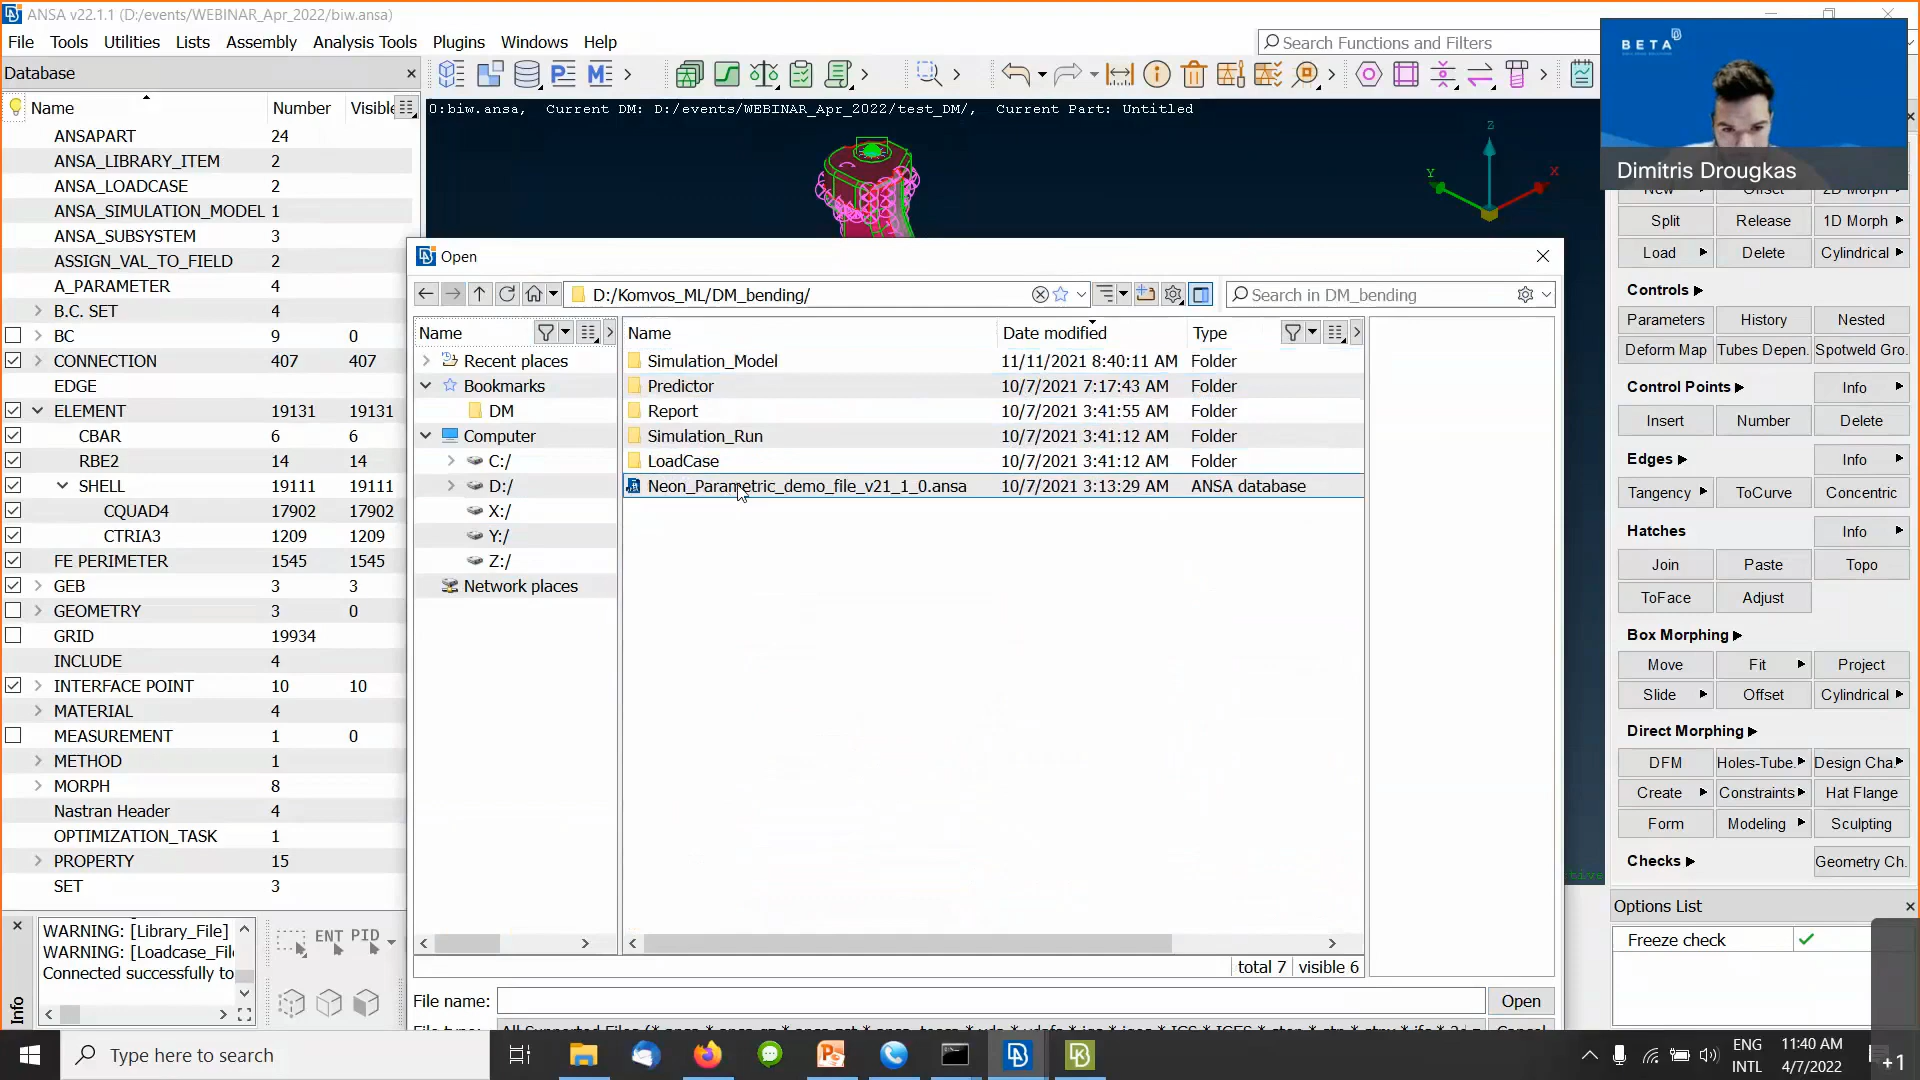 ANSA v22.1.1 (D:/events/WEBINAR_Apr_2022/biw.ansa)
File Tools Utilities Lists Assembly Analysis Tools Plugins Windows Help
Search Functions and Filters
BETA
Dimitris Drougkas
Database
Name Number Visible
ANSAPART 24
ANSA_LIBRARY_ITEM 2
ANSA_LOADCASE 2
ANSA_SIMULATION_MODEL 1
ANSA_SUBSYSTEM 3
ASSIGN_VAL_TO_FIELD 2
A_PARAMETER 4
B.C. SET 4
BC 9 0
CONNECTION 407 407
EDGE
ELEMENT 19131 19131
CBAR 6 6
RBE2 14 14
SHELL 19111 19111
CQUAD4 17902 17902
CTRIA3 1209 1209
FE PERIMETER 1545 1545
GEB 3 3
GEOMETRY 3 0
GRID 19934
INCLUDE 4
INTERFACE POINT 10 10
MATERIAL 4
MEASUREMENT 1 0
METHOD 1
MORPH 8
Nastran Header 4
OPTIMIZATION_TASK 1
PROPERTY 15
SET 3
WARNING: [Library_File]
WARNING: [Loadcase_File
Connected successfully to
Info
ENT PID
0:biw.ansa, Current DM: D:/events/WEBINAR_Apr_2022/test_DM/, Current Part: Untitled
Z
Y X
Open
D:/Komvos_ML/DM_bending/
Search in DM_bending
Name
Recent places
Bookmarks
DM
Computer
C:/
D:/
X:/
Y:/
Z:/
Network places
Name Date modified Type
Simulation_Model 11/11/2021 8:40:11 AM Folder
Predictor 10/7/2021 7:17:43 AM Folder
Report 10/7/2021 3:41:55 AM Folder
Simulation_Run 10/7/2021 3:41:12 AM Folder
LoadCase 10/7/2021 3:41:12 AM Folder
Neon_Parametric_demo_file_v21_1_0.ansa 10/7/2021 3:13:29 AM ANSA database
total 7 visible 6
File name: Open
File type: Cancel
New Offset 2D Morph
Split Release 1D Morph
Load Delete Cylindrical
Controls
Parameters History Nested
Deform Map Tubes Depen. Spotweld Gro.
Control Points Info
Insert Number Delete
Edges Info
Tangency ToCurve Concentric
Hatches Info
Join Paste Topo
ToFace Adjust
Box Morphing
Move Fit Project
Slide Offset Cylindrical
Direct Morphing
DFM Holes-Tube. Design Cha.
Create Constraints Hat Flange
Form Modeling Sculpting
Checks Geometry Ch.
Options List
Freeze check
Type here to search
ENG
INTL
11:40 AM
4/7/2022
+1